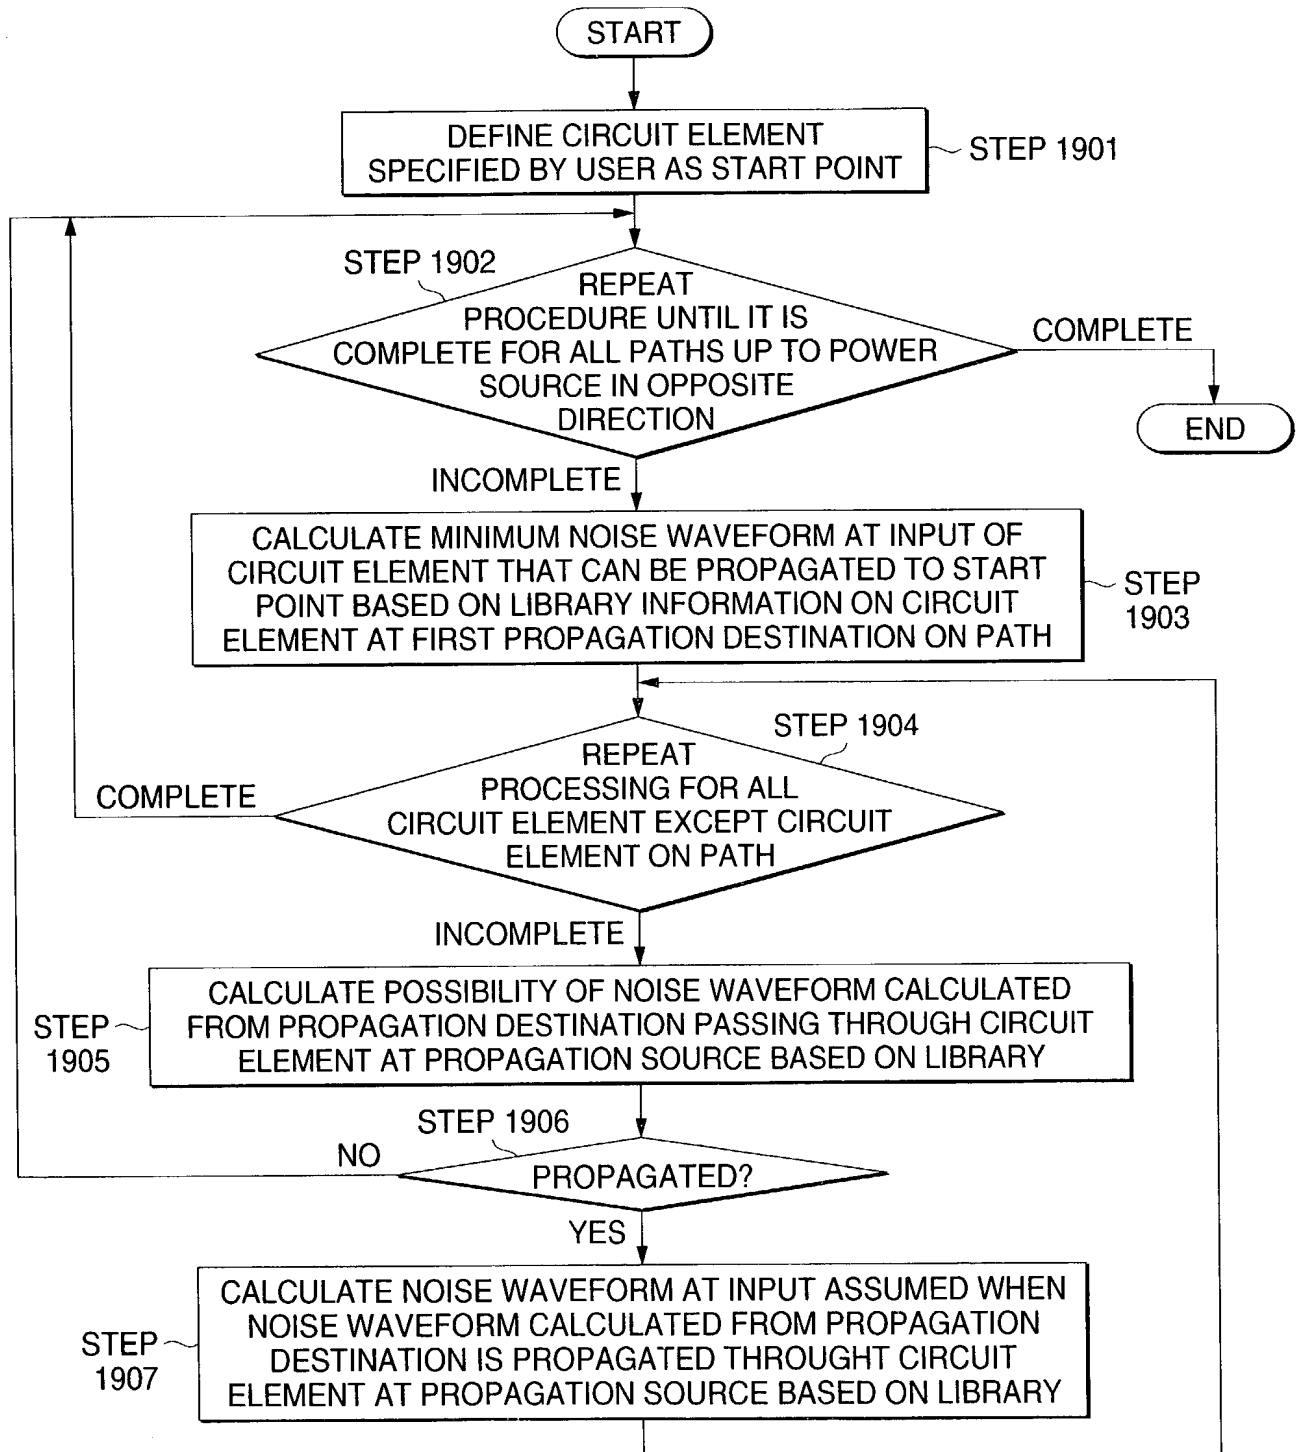 START
DEFINE CIRCUIT ELEMENT
SPECIFIED BY USER AS START POINT
STEP 1901
STEP 1902
REPEAT
PROCEDURE UNTIL IT IS
COMPLETE FOR ALL PATHS UP TO POWER
SOURCE IN OPPOSITE
DIRECTION
COMPLETE
END
INCOMPLETE
CALCULATE MINIMUM NOISE WAVEFORM AT INPUT OF
CIRCUIT ELEMENT THAT CAN BE PROPAGATED TO START
POINT BASED ON LIBRARY INFORMATION ON CIRCUIT
ELEMENT AT FIRST PROPAGATION DESTINATION ON PATH
STEP
1903
STEP 1904
REPEAT
PROCESSING FOR ALL
CIRCUIT ELEMENT EXCEPT CIRCUIT
ELEMENT ON PATH
COMPLETE
INCOMPLETE
CALCULATE POSSIBILITY OF NOISE WAVEFORM CALCULATED
FROM PROPAGATION DESTINATION PASSING THROUGH CIRCUIT
ELEMENT AT PROPAGATION SOURCE BASED ON LIBRARY
STEP
1905
STEP 1906
NO
PROPAGATED?
YES
CALCULATE NOISE WAVEFORM AT INPUT ASSUMED WHEN
NOISE WAVEFORM CALCULATED FROM PROPAGATION
DESTINATION IS PROPAGATED THROUGHT CIRCUIT
ELEMENT AT PROPAGATION SOURCE BASED ON LIBRARY
STEP
1907